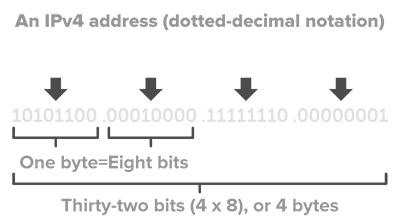 An IPv4 address (dotted-decimal notation)
10101100 .00010000 .11111110 .00000001
One byte=Eight bits
Thirty-two bits (4 x 8), or 4 bytes